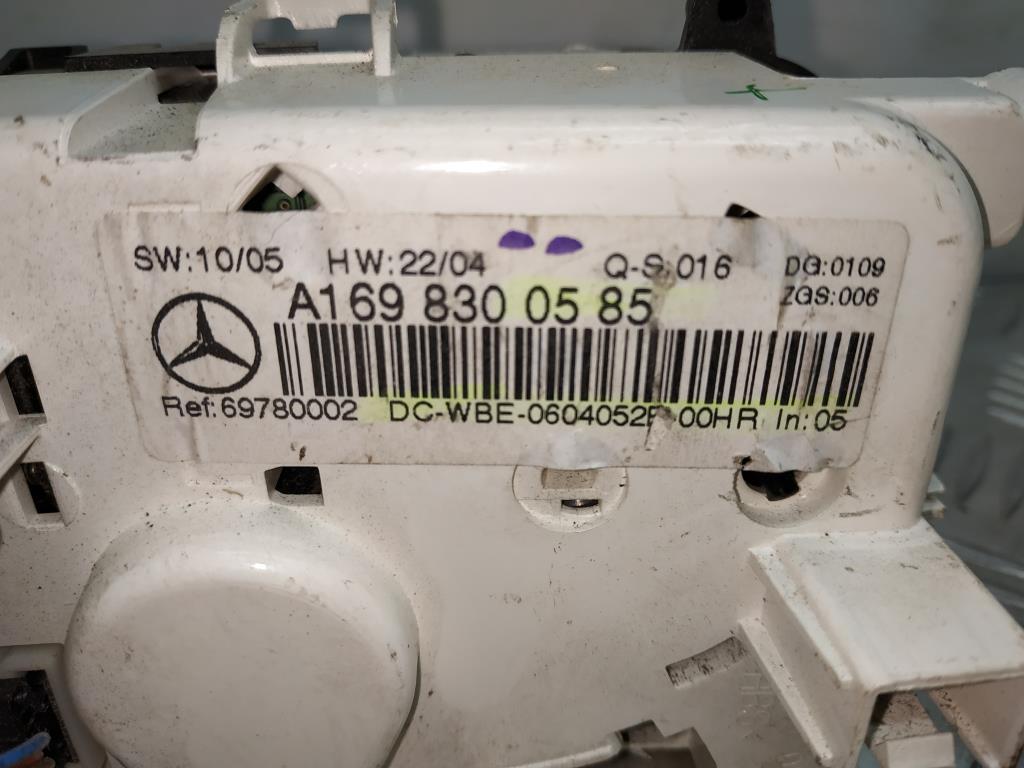 SW:10/05 HW:22/04 Q-S:016 DG:0109
ZGS:006
A169 830 05 85
Ref:69780002 DC-WBE-0604052 00HR In:05